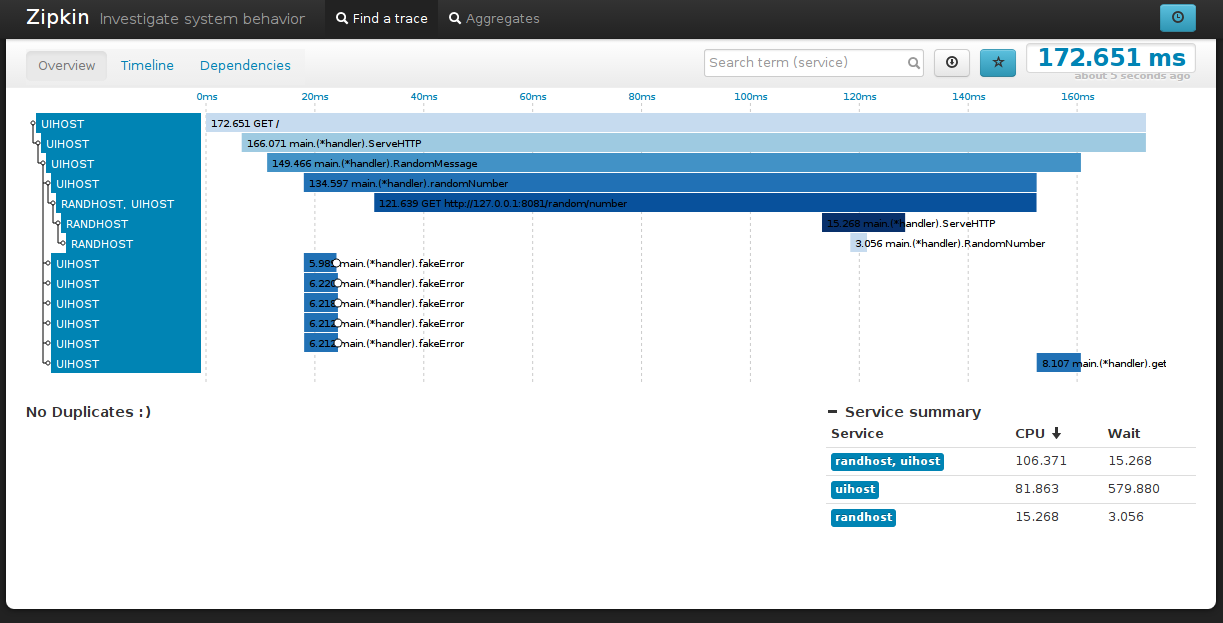 Zipkin Investigate system behavior Find a trace Aggregates
Overview Timeline Dependencies Search term (service) 172.651 ms
about 5 seconds ago
0ms 20ms 40ms 60ms 80ms 100ms 120ms 140ms 160ms
UIHOST 172.651 GET /
UIHOST 166.071 main.(*handler).ServeHTTP
UIHOST 149.466 main.(*handler).RandomMessage
UIHOST 134.597 main.(*handler).randomNumber
RANDHOST, UIHOST 121.639 GET http://127.0.0.1:8081/random/number
RANDHOST 15.268 main.(*handler).ServeHTTP
RANDHOST 3.056 main.(*handler).RandomNumber
UIHOST main.(*handler).fakeError
UIHOST 6.220 main.(*handler).fakeError
UIHOST 6.218 main.(*handler).fakeError
UIHOST 6.212 main.(*handler).fakeError
UIHOST 6.212 main.(*handler).fakeError
UIHOST 8.107 main.(*handler).get
No Duplicates :) Service summary
Service CPU Wait
randhost, uihost 106.371 15.268
uihost 81.863 579.880
randhost 15.268 3.056